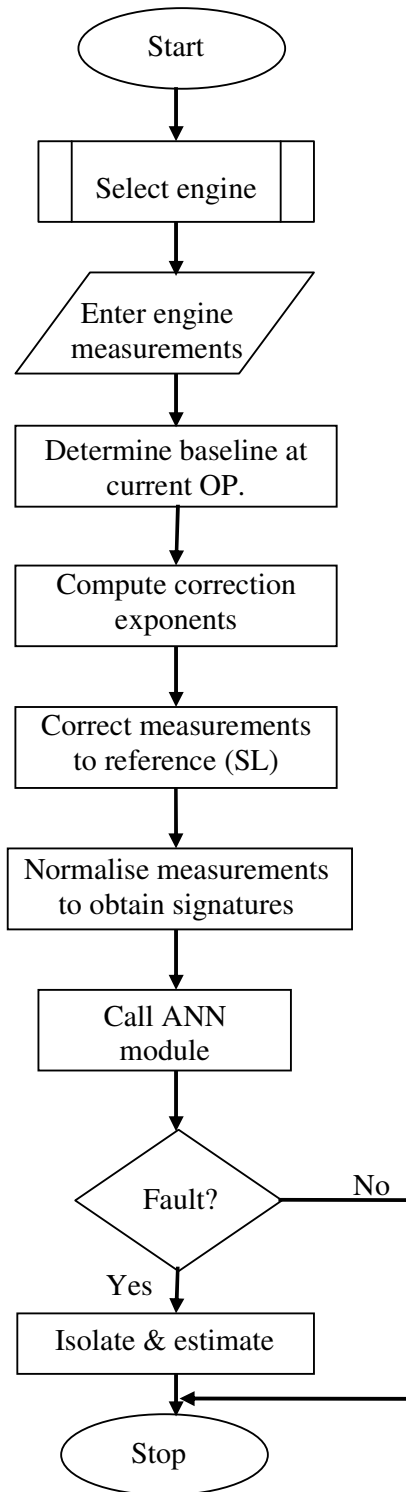 Start
Select engine
Enter engine
measurements
Determine baseline at
current OP.
Compute correction
exponents
Correct measurements
to reference (SL)
Normalise measurements
to obtain signatures
Call ANN
module
Fault?
No
Yes
Isolate & estimate
Stop